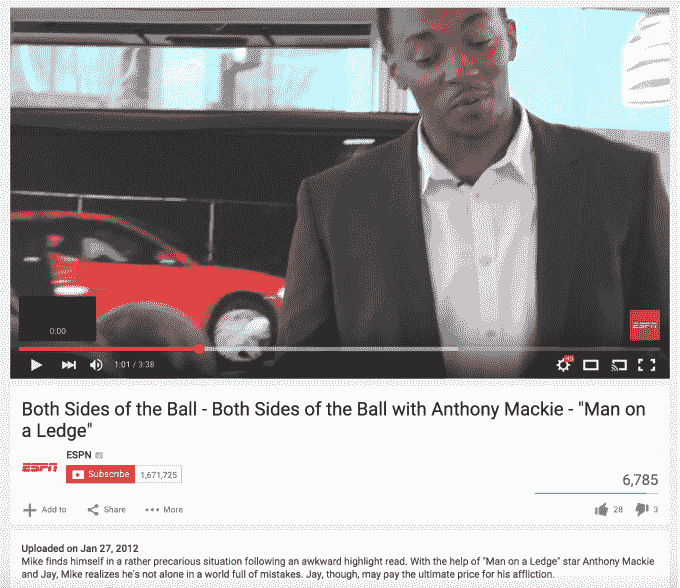 0:00
ESPN
HD
1:01 / 3:38
Both Sides of the Ball - Both Sides of the Ball with Anthony Mackie - "Man on
a Ledge"
ESPN
ESPN
Subscribe 1,671,725
6,785
Add to Share More
28 3
Uploaded on Jan 27, 2012
Mike finds himself in a rather precarious situation following an awkward highlight read. With the help of "Man on a Ledge" star Anthony Mackie
and Jay, Mike realizes he's not alone in a world full of mistakes. Jay, though, may pay the ultimate price for his affliction.